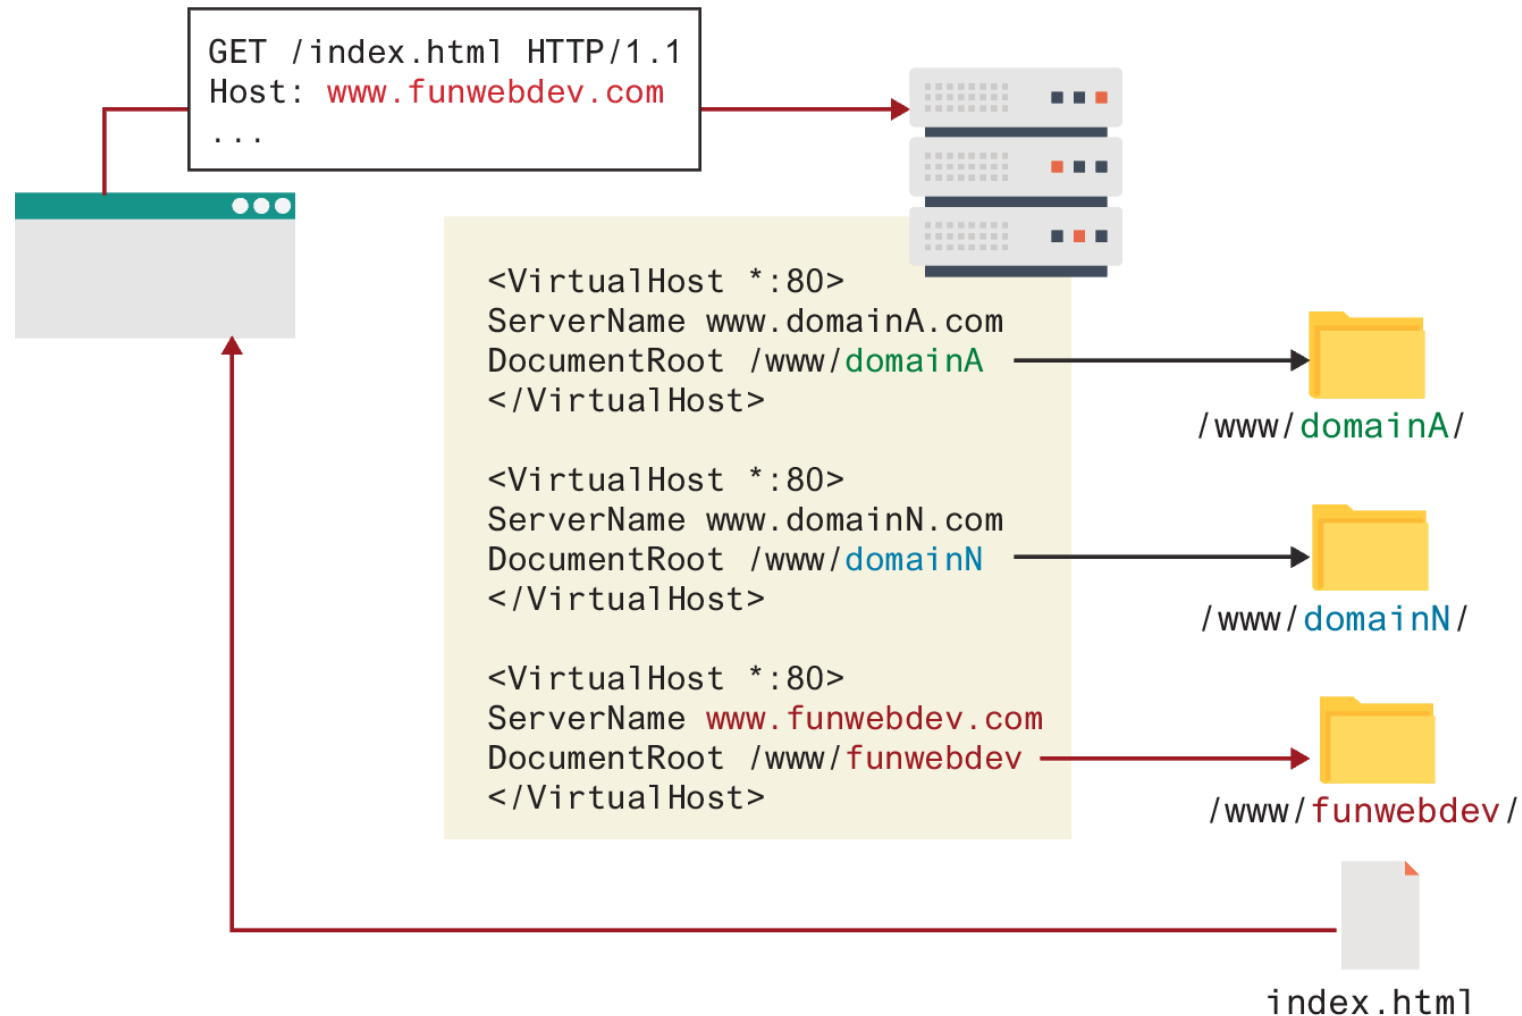 GET /index.html HTTP/1.1
Host: www.funwebdev.com
...
<VirtualHost *:80>
ServerName www.domainA.com
DocumentRoot /www/domainA
</VirtualHost>
<VirtualHost *:80>
ServerName www.domainN.com
DocumentRoot /www/domainN
</VirtualHost>
<VirtualHost *:80>
ServerName www.funwebdev.com
DocumentRoot /www/funwebdev
</VirtualHost>
/www/domainA/
/www/domainN/
/www/funwebdev/
index.html